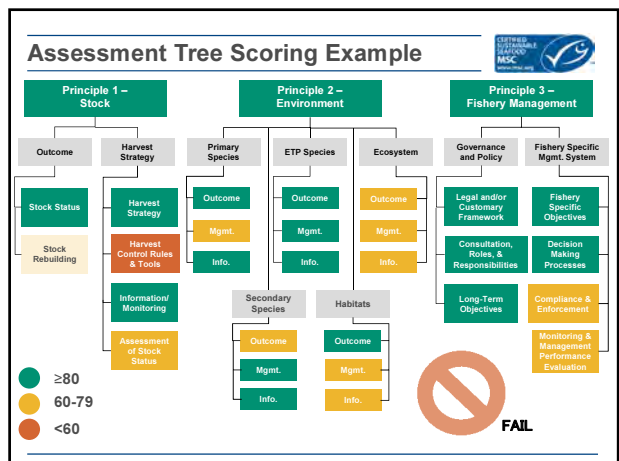 Assessment Tree Scoring Example
CERTIFIED
SUSTAINABLE
SEAFOOD
MSC
www.msc.org
Principle 1 –
Stock
Principle 2 –
Environment
Principle 3 –
Fishery Management
Outcome
Harvest
Strategy
Primary
Species
ETP Species
Ecosystem
Governance
and Policy
Fishery Specific
Mgmt. System
Stock Status
Stock
Rebuilding
Harvest
Strategy
Harvest
Control Rules
& Tools
Information/
Monitoring
Assessment
of Stock
Status
Outcome
Mgmt.
Info.
Outcome
Mgmt.
Info.
Outcome
Mgmt.
Info.
Secondary
Species
Outcome
Mgmt.
Info.
Habitats
Outcome
Mgmt.
Info.
Legal and/or
Customary
Framework
Consultation,
Roles, &
Responsibilities
Long-Term
Objectives
Fishery
Specific
Objectives
Decision
Making
Processes
Compliance &
Enforcement
Monitoring &
Management
Performance
Evaluation
≥80
60-79
<60
FAIL